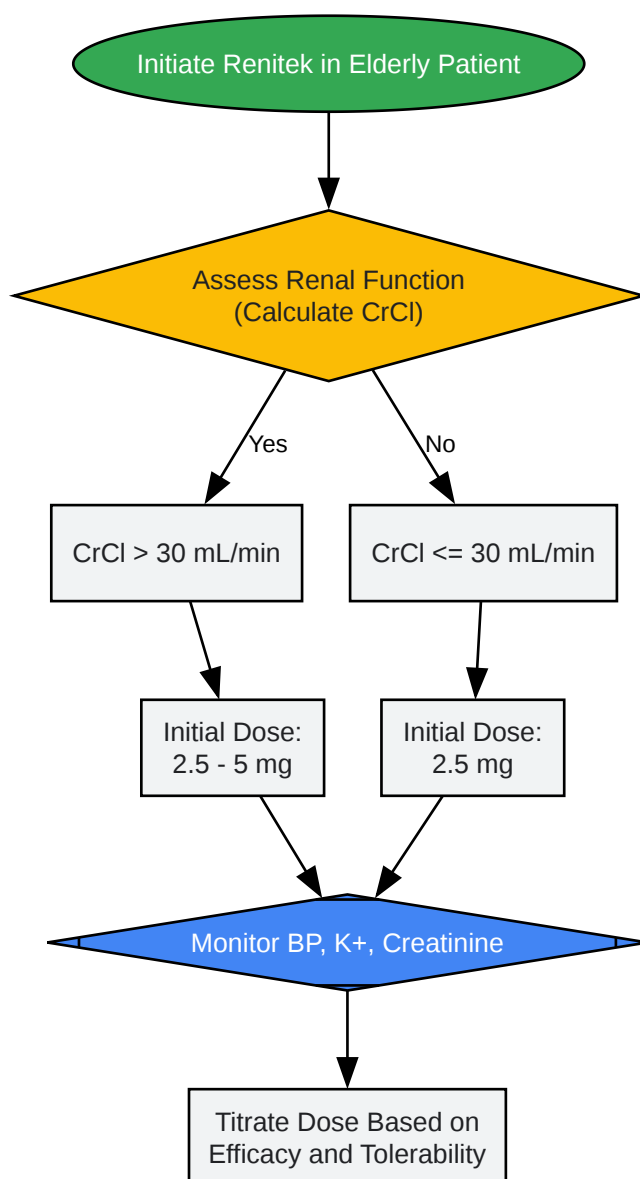 Initiate Renitek in Elderly Patient
Assess Renal Function
(Calculate CrCl)
Yes
No
CrCl > 30 mL/min
CrCl <= 30 mL/min
Initial Dose:
2.5 - 5 mg
Initial Dose:
2.5 mg
Monitor BP, K+, Creatinine
Titrate Dose Based on
Efficacy and Tolerability